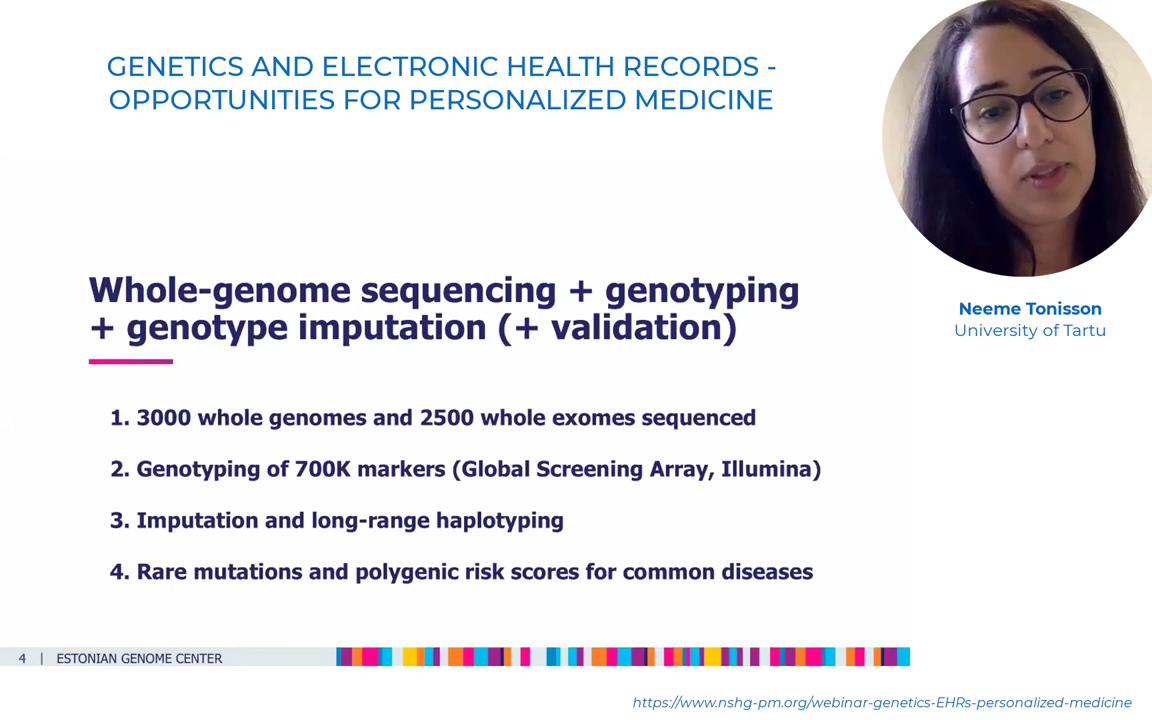 GENETICS AND ELECTRONIC HEALTH RECORDS -
OPPORTUNITIES FOR PERSONALIZED MEDICINE
Whole-genome sequencing + genotyping
+ genotype imputation (+ validation)
1. 3000 whole genomes and 2500 whole exomes sequenced
2. Genotyping of 700K markers (Global Screening Array, Illumina)
3. Imputation and long-range haplotyping
4. Rare mutations and polygenic risk scores for common diseases
Neeme Tonisson
University of Tartu
4 | ESTONIAN GENOME CENTER
https://www.nshg-pm.org/webinar-genetics-EHRs-personalized-medicine